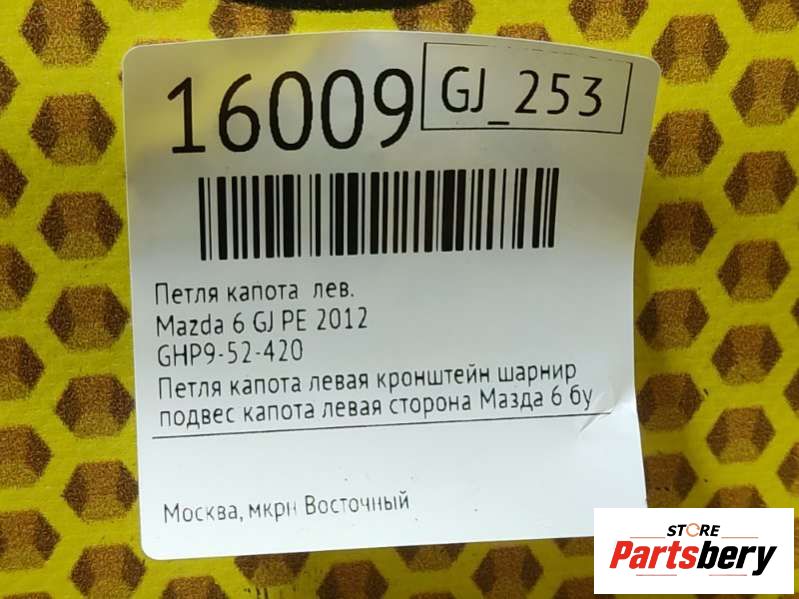 16009
GJ_253
Петля капота лев.
Mazda 6 GJ PE 2012
GHP9-52-420
Петля капота левая кронштейн шарнир
подвес капота левая сторона Мазда 6 бу
Москва, мкрн Восточный
STORE
Partsbery